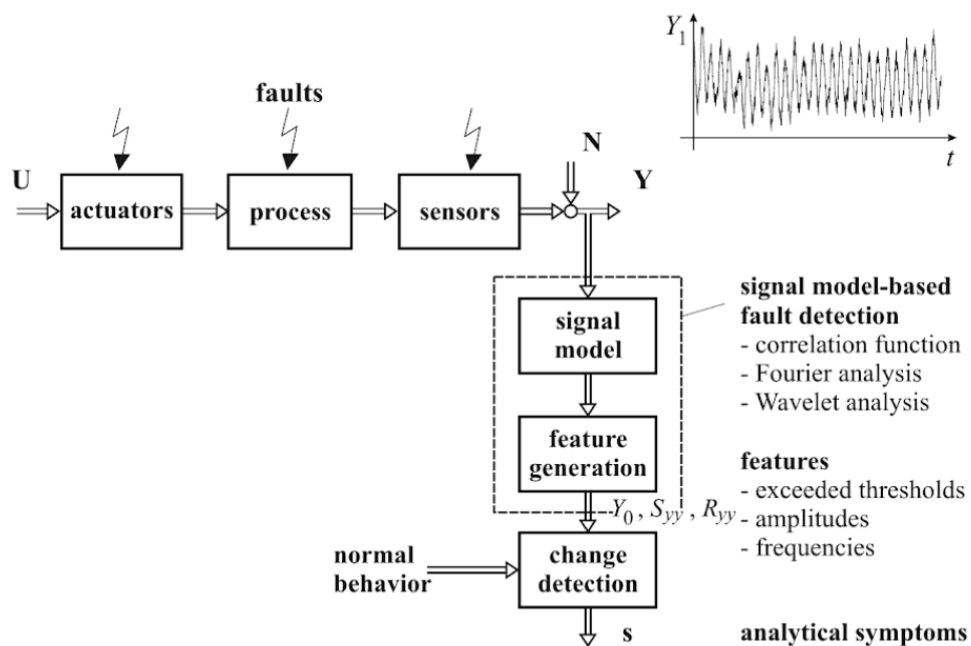 Y1
t
faults
N
U
Y
actuators
process
sensors
signal
model
signal model-based
fault detection
- correlation function
- Fourier analysis
- Wavelet analysis
feature
generation
features
- exceeded thresholds
- amplitudes
- frequencies
Y0 , Syy , Ryy
normal
behavior
change
detection
s
analytical symptoms